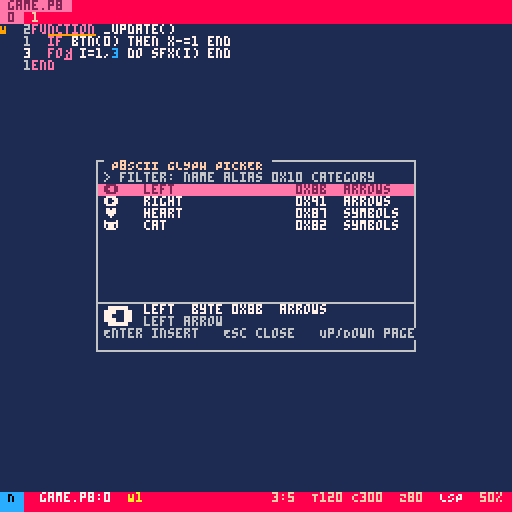 GAME.P8
0 1
W 2FUNCTION _UPDATE()
1 IF BTN(0) THEN X-=1 END
3 FOR I=1,3 DO SFX(I) END
1END
P8SCII GLYPH PICKER
> FILTER: NAME ALIAS 0X10 CATEGORY
LEFT 0X8B ARROWS
RIGHT 0X91 ARROWS
HEART 0X87 SYMBOLS
CAT 0X82 SYMBOLS
LEFT BYTE 0X8B ARROWS
LEFT ARROW
ENTER INSERT ESC CLOSE UP/DOWN PAGE
N GAME.P8:0 W1 3:5 T120 C300 Z80 LSP 50%